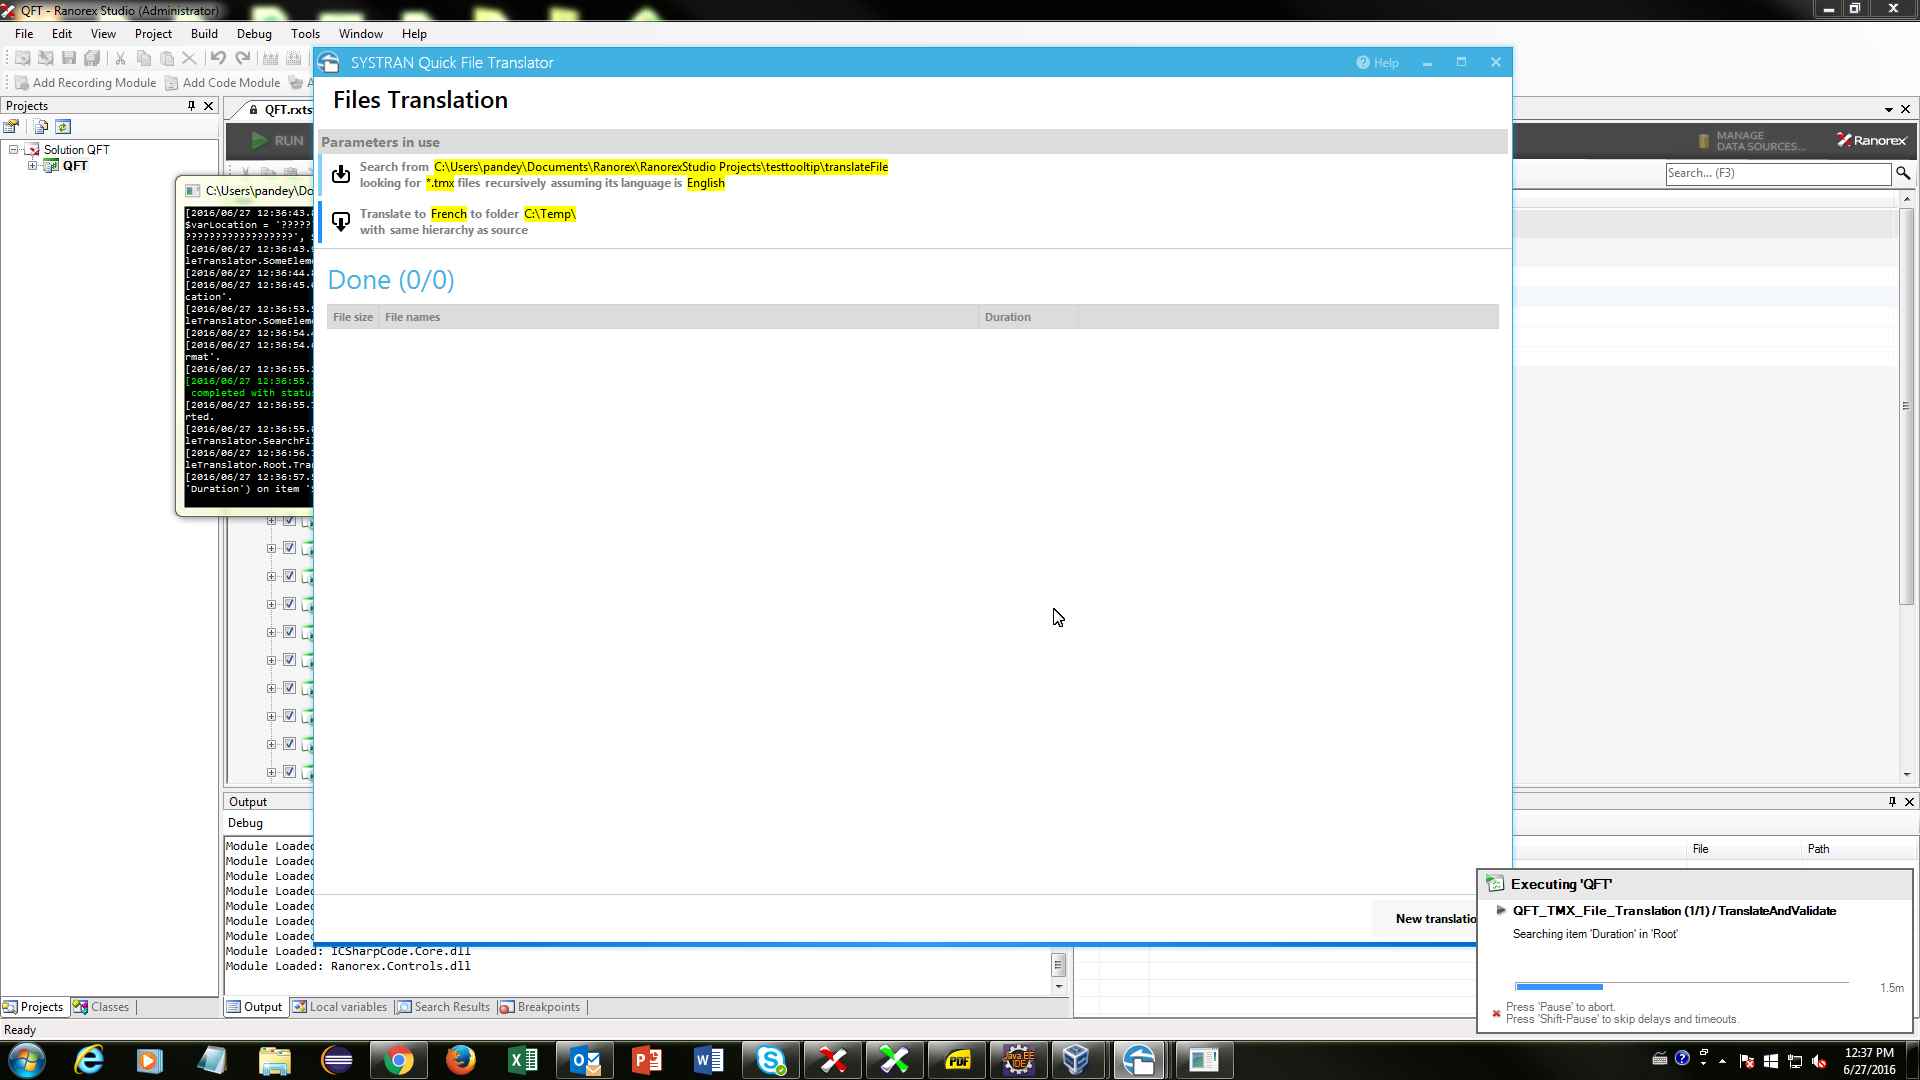 QFT - Ranorex Studio (Administrator)
File Edit View Project Build Debug Tools Window Help
Add Recording Module Add Code Module
Projects
QFT.rxts
Solution QFT
QFT
RUN
MANAGE
DATA SOURCES...
Ranorex
Search... (F3)
SYSTRAN Quick File Translator
Help
Files Translation
Parameters in use
Search from C:\Users\pandey\Documents\Ranorex\RanorexStudio Projects\testtooltip\translateFile
looking for *.tmx files recursively assuming its language is English
Translate to French to folder C:\Temp\
with same hierarchy as source
Done (0/0)
File size File names Duration
C:\Users\pandey\Do
[2016/06/27 12:36:43.
$varLocation = '?????
??????????????????',
[2016/06/27 12:36:43.
leTranslator.SomeElem
[2016/06/27 12:36:44.
[2016/06/27 12:36:45.
cation'.
[2016/06/27 12:36:53.
leTranslator.SomeElem
[2016/06/27 12:36:54.
[2016/06/27 12:36:54.
rmat'.
[2016/06/27 12:36:55.
[2016/06/27 12:36:55.
completed with statu
[2016/06/27 12:36:55.
rted.
[2016/06/27 12:36:55.
leTranslator.SearchFi
[2016/06/27 12:36:56.
leTranslator.Root.Tra
[2016/06/27 12:36:57.
'Duration') on item '
Output
Debug
Module Loaded
Module Loaded
Module Loaded
Module Loaded
Module Loaded
Module Loaded
Module Loaded
Module Loaded: ICSharpCode.Core.dll
Module Loaded: Ranorex.Controls.dll
New translatio
File Path
Executing 'QFT'
QFT_TMX_File_Translation (1/1) / TranslateAndValidate
Searching item 'Duration' in 'Root'
1.5m
Press 'Pause' to abort.
Press 'Shift-Pause' to skip delays and timeouts.
Projects Classes
Output Local variables Search Results Breakpoints
Ready
PDF
Java EE
IDE
12:37 PM
6/27/2016